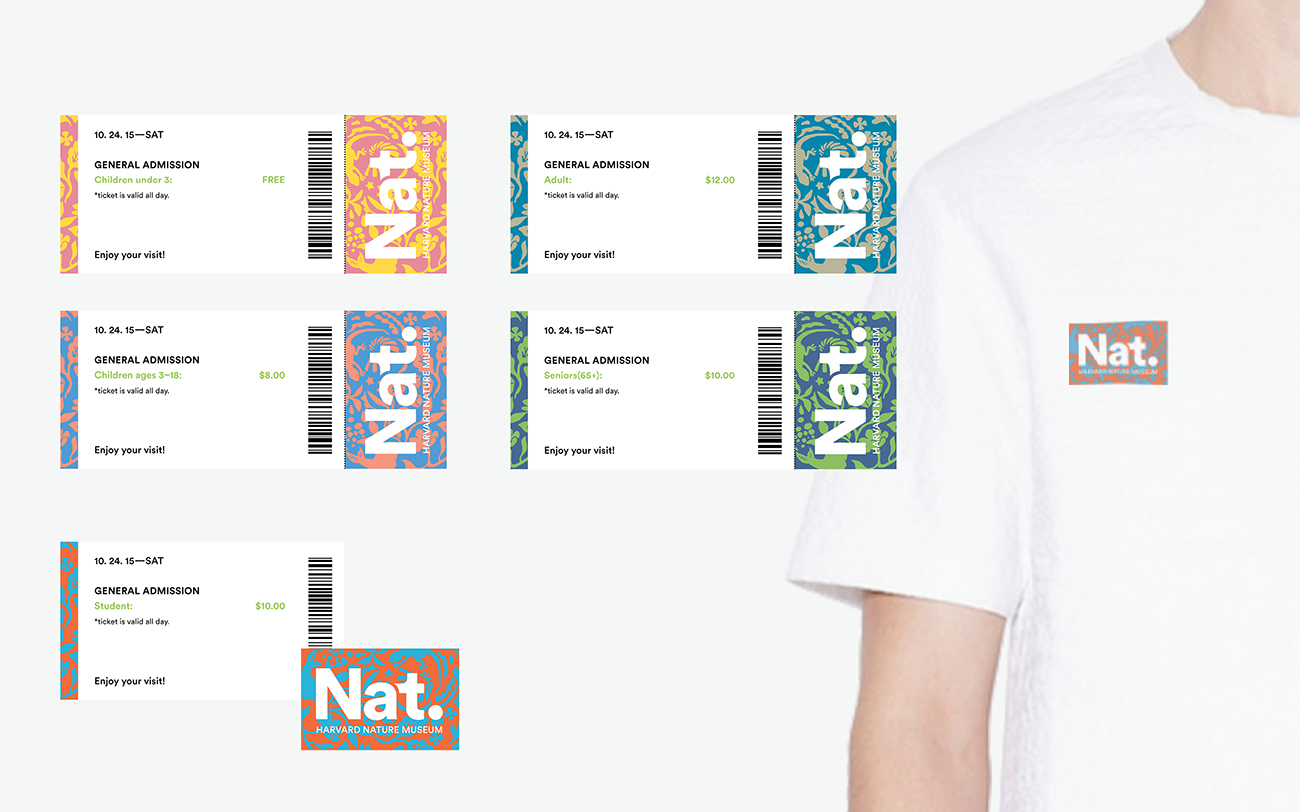 10. 24. 15—SAT
GENERAL ADMISSION
Children under 3: FREE
*ticket is valid all day.
Enjoy your visit!
Nat.
HARVARD NATURE MUSEUM
10. 24. 15—SAT
GENERAL ADMISSION
Adult: $12.00
*ticket is valid all day.
Enjoy your visit!
Nat.
HARVARD NATURE MUSEUM
10. 24. 15—SAT
GENERAL ADMISSION
Children ages 3–18: $8.00
*ticket is valid all day.
Enjoy your visit!
Nat.
HARVARD NATURE MUSEUM
10. 24. 15—SAT
GENERAL ADMISSION
Seniors(65+): $10.00
*ticket is valid all day.
Enjoy your visit!
Nat.
HARVARD NATURE MUSEUM
Nat.
HARVARD NATURE MUSEUM
10. 24. 15—SAT
GENERAL ADMISSION
Student: $10.00
*ticket is valid all day.
Enjoy your visit!
Nat.
HARVARD NATURE MUSEUM